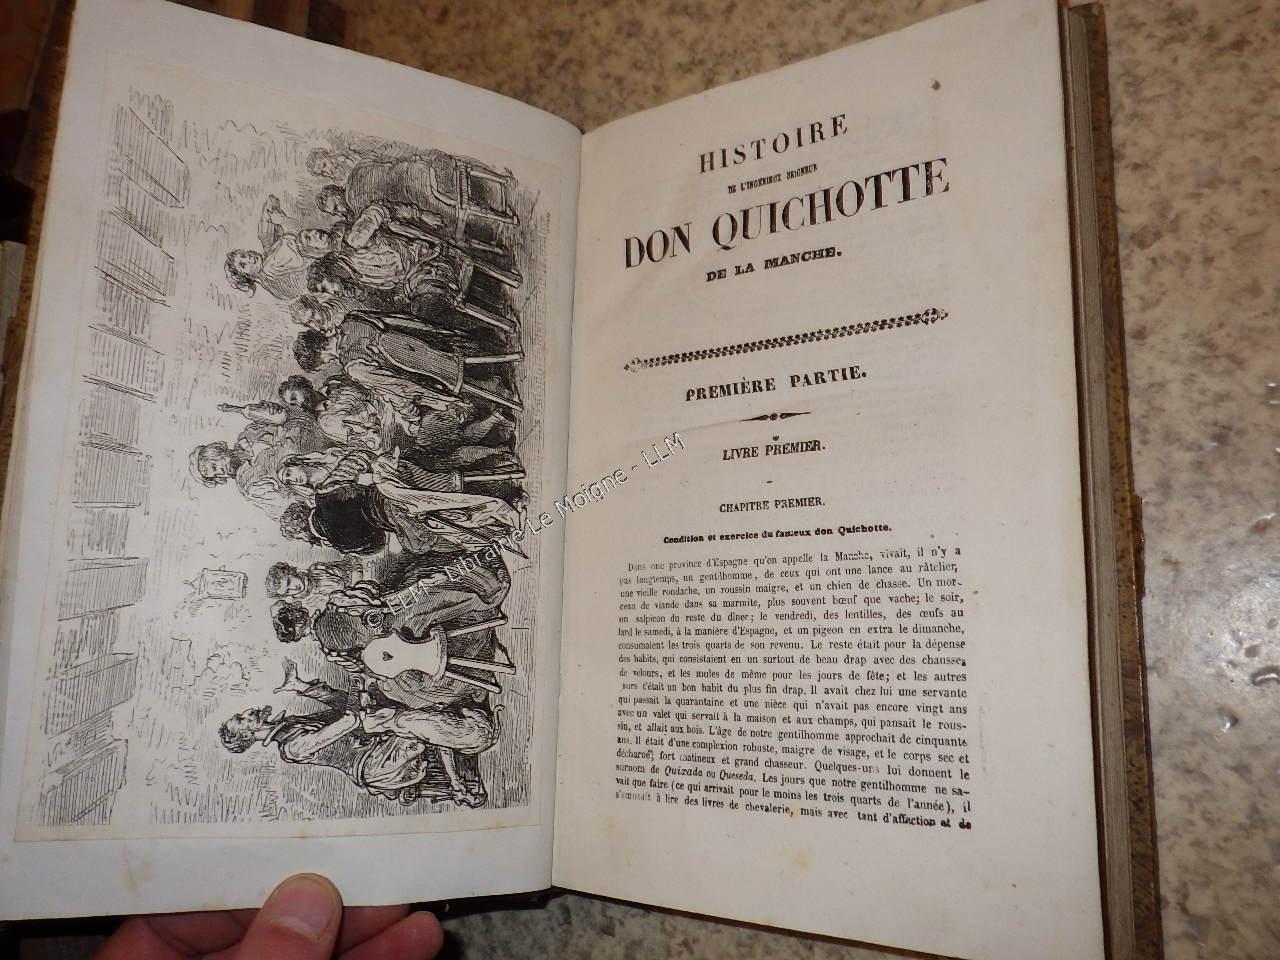 HISTOIRE
DE L'INGÉNIEUX SEIGNEUR
DON QUICHOTTE
DE LA MANCHE.
PREMIÈRE PARTIE.
LIVRE PREMIER.
CHAPITRE PREMIER.
Condition et exercice du fameux don Quichotte.
Dans une province d'Espagne qu'on appelle la Manche, vivait, il n'y a
pas longtemps, un gentilhomme, de ceux qui ont une lance au râtelier,
une vieille rondache, un roussin maigre, et un chien de chasse. Un mor-
ceau de viande dans sa marmite, plus souvent bœuf que vache; le soir,
un salpicon du reste du dîner; le vendredi, des lentilles, des œufs au
lard le samedi, à la manière d'Espagne, et un pigeon en extra le dimanche,
consumaient les trois quarts de son revenu. Le reste était pour la dépense
des habits, qui consistaient en un surtout de beau drap avec des chausses
de velours, et les mules de même pour les jours de fête; et les autres
jours c'était un bon habit du plus fin drap. Il avait chez lui une servante
qui passait la quarantaine et une nièce qui n'avait pas encore vingt ans
avec un valet qui servait à la maison et aux champs, qui pansait le rous-
sin, et allait aux bois. L'âge de notre gentilhomme approchait de cinquante
ans. Il était d'une complexion robuste, maigre de visage, et le corps sec et
décharné; fort matineux et grand chasseur. Quelques-uns lui donnent le
surnom de Quixada ou Queseda. Les jours que notre gentilhomme ne sa-
vait que faire (ce qui arrivait pour le moins les trois quarts de l'année), il
s'amusait à lire des livres de chevalerie, mais avec tant d'affection et de
© LLM - Librairie Le Moigne - LLM